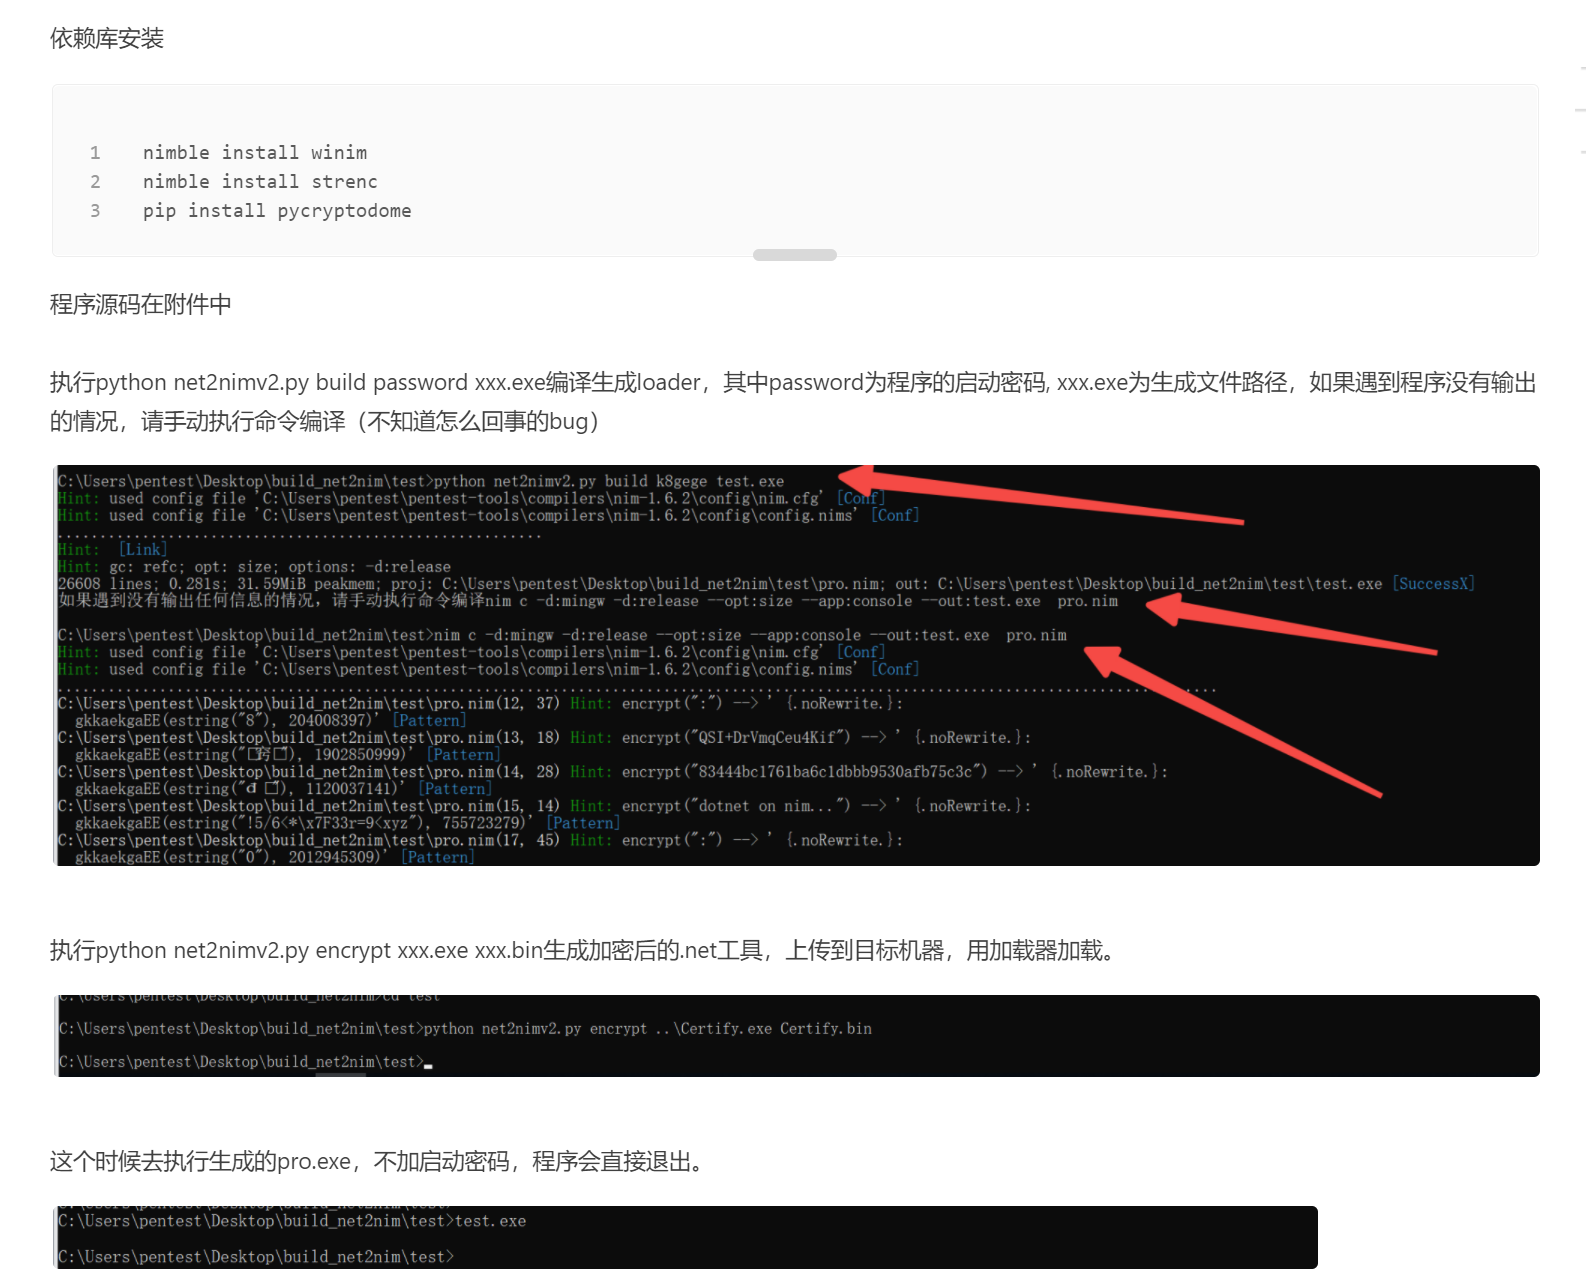 依赖库安装
1 nimble install winim
2 nimble install strenc
3 pip install pycryptodome
程序源码在附件中
执行python net2nimv2.py build password xxx.exe编译生成loader，其中password为程序的启动密码, xxx.exe为生成文件路径，如果遇到程序没有输出
的情况，请手动执行命令编译（不知道怎么回事的bug）
C:\Users\pentest\Desktop\build_net2nim\test>python net2nimv2.py build k8gege test.exe
Hint: used config file 'C:\Users\pentest\pentest-tools\compilers\nim-1.6.2\config\nim.cfg' [Conf]
Hint: used config file 'C:\Users\pentest\pentest-tools\compilers\nim-1.6.2\config\config.nims' [Conf]
.........................................................
Hint:  [Link]
Hint: gc: refc; opt: size; options: -d:release
26608 lines; 0.281s; 31.59MiB peakmem; proj: C:\Users\pentest\Desktop\build_net2nim\test\pro.nim; out: C:\Users\pentest\Desktop\build_net2nim\test\test.exe [SuccessX]
如果遇到没有输出任何信息的情况，请手动执行命令编译nim c -d:mingw -d:release --opt:size --app:console --out:test.exe  pro.nim
C:\Users\pentest\Desktop\build_net2nim\test>nim c -d:mingw -d:release --opt:size --app:console --out:test.exe  pro.nim
Hint: used config file 'C:\Users\pentest\pentest-tools\compilers\nim-1.6.2\config\nim.cfg' [Conf]
Hint: used config file 'C:\Users\pentest\pentest-tools\compilers\nim-1.6.2\config\config.nims' [Conf]
.......................................................................................................................................
C:\Users\pentest\Desktop\build_net2nim\test\pro.nim(12, 37) Hint: encrypt(":") --> ' {.noRewrite.}:
gkkaekgaEE(estring("8"), 204008397)' [Pattern]
C:\Users\pentest\Desktop\build_net2nim\test\pro.nim(13, 18) Hint: encrypt("QSI+DrVmqCeu4Kif") --> ' {.noRewrite.}:
gkkaekgaEE(estring(" "), 1902850999)' [Pattern]
C:\Users\pentest\Desktop\build_net2nim\test\pro.nim(14, 28) Hint: encrypt("83444bc1761ba6c1dbbb9530afb75c3c") --> ' {.noRewrite.}:
gkkaekgaEE(estring(" "), 1120037141)' [Pattern]
C:\Users\pentest\Desktop\build_net2nim\test\pro.nim(15, 14) Hint: encrypt("dotnet on nim...") --> ' {.noRewrite.}:
gkkaekgaEE(estring("!5/6<*\x7F33r=9<xyz"), 755723279)' [Pattern]
C:\Users\pentest\Desktop\build_net2nim\test\pro.nim(17, 45) Hint: encrypt(":") --> ' {.noRewrite.}:
gkkaekgaEE(estring("0"), 2012945309)' [Pattern]
执行python net2nimv2.py encrypt xxx.exe xxx.bin生成加密后的.net工具，上传到目标机器，用加载器加载。
C:\Users\pentest\Desktop\build_net2nim>cd test
C:\Users\pentest\Desktop\build_net2nim\test>python net2nimv2.py encrypt ..\Certify.exe Certify.bin
C:\Users\pentest\Desktop\build_net2nim\test>
这个时候去执行生成的pro.exe，不加启动密码，程序会直接退出。
C:\Users\pentest\Desktop\build_net2nim\test>
C:\Users\pentest\Desktop\build_net2nim\test>test.exe
C:\Users\pentest\Desktop\build_net2nim\test>